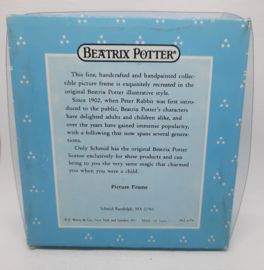 BEATRIX POTTER®
This fine, handcrafted and handpainted collec-
tible picture frame is exquisitely recreated in the
original Beatrix Potter illustrative style.
Since 1902, when Peter Rabbit was first intro-
duced to the public, Beatrix Potter's characters
have delighted adults and children alike, and
over the years have gained immense popularity,
with a following that now spans several genera-
tions.
Only Schmid has the original Beatrix Potter
license exclusively for these products and can
bring to you the very same magic that charmed
you when you were a child.
Picture Frame
Schmid Randolph, MA 02368